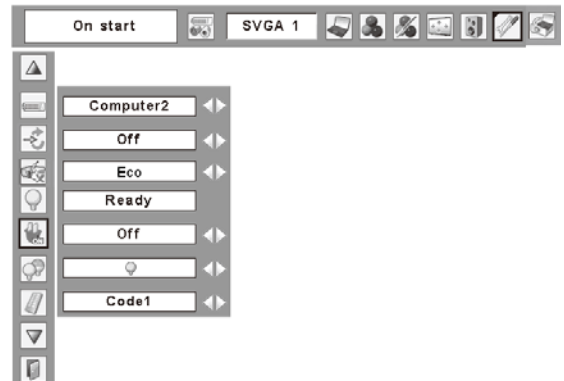 On start
SVGA 1
Computer2
Off
Eco
Ready
Off
Code1